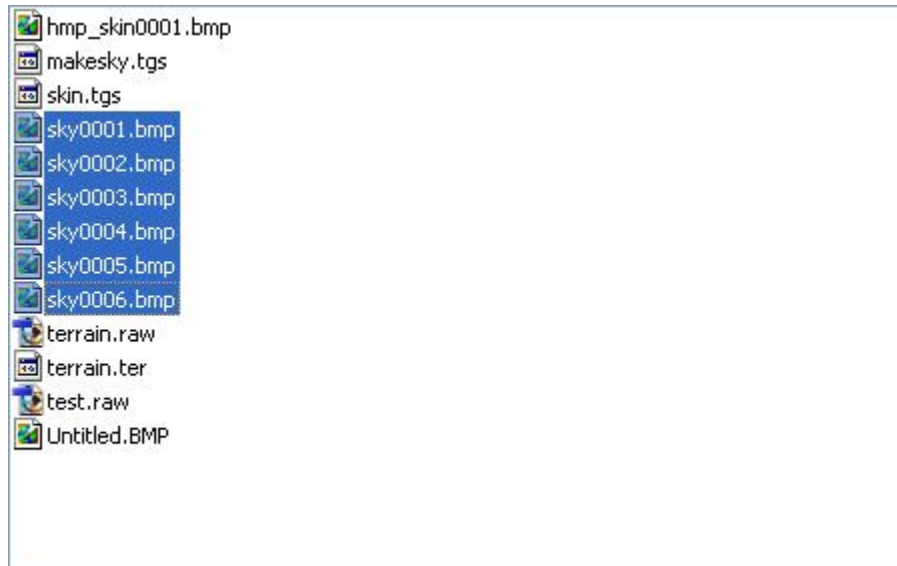 hmp_skin0001.bmp
makesky.tgs
skin.tgs
sky0001.bmp
sky0002.bmp
sky0003.bmp
sky0004.bmp
sky0005.bmp
sky0006.bmp
terrain.raw
terrain.ter
test.raw
Untitled.BMP